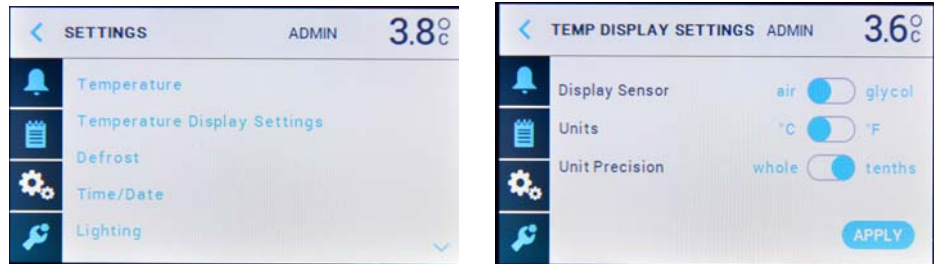 SETTINGS ADMIN 3.8°C
Temperature
Temperature Display Settings
Defrost
Time/Date
Lighting
TEMP DISPLAY SETTINGS ADMIN 3.6°C
Display Sensor air glycol
Units °C °F
Unit Precision whole tenths
APPLY